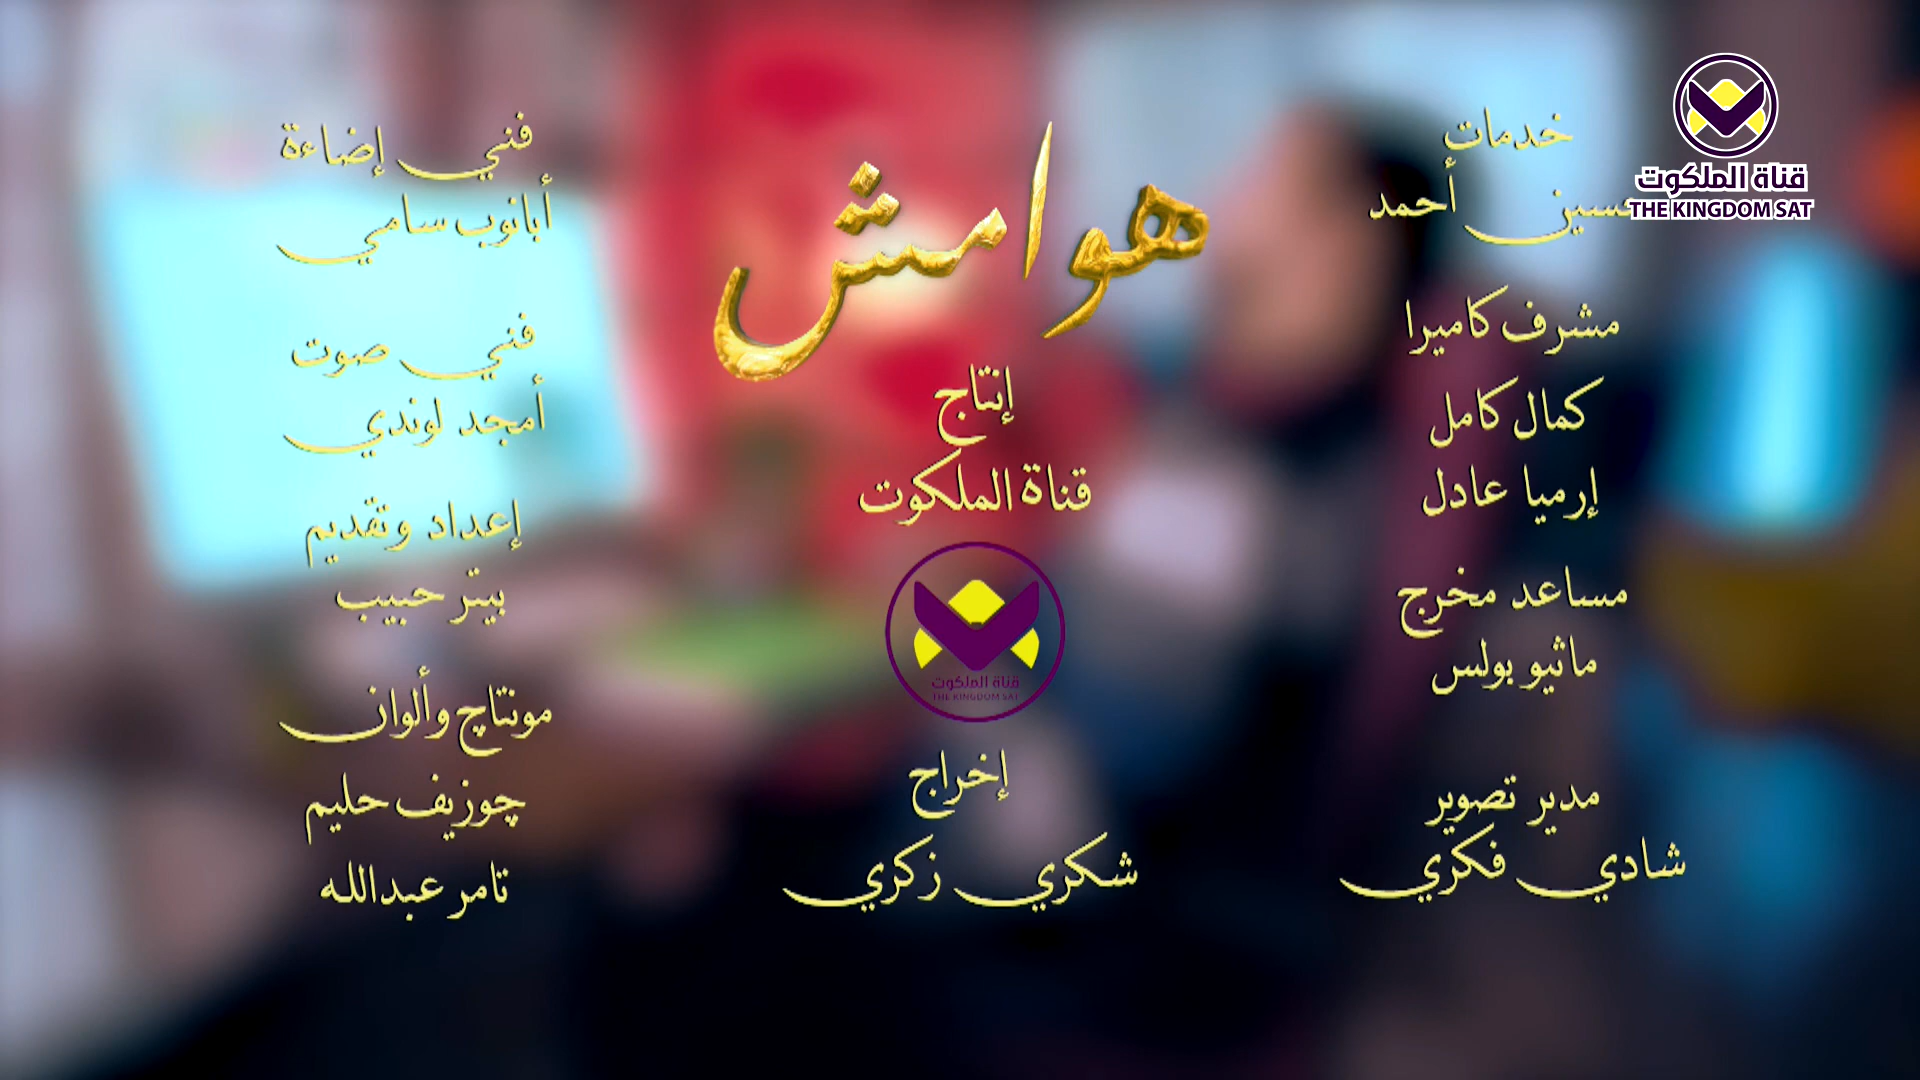 هوامش
قناة الملكوت
THE KINGDOM SAT
خدمات
أحمد
مشرف كاميرا
كمال كامل
إرميا عادل
مساعد مخرج
ماثيو بولس
مدير تصوير
شادي فكري
إنتاج
قناة الملكوت
قناة الملكوت
THE KINGDOM SAT
إخراج
شكري زكري
فني إضاءة
أبانوب سامي
فني صوت
أمجد لوندي
إعداد وتقديم
بيتر حبيب
مونتاچ وألوان
چوزيف حليم
تامر عبدالله